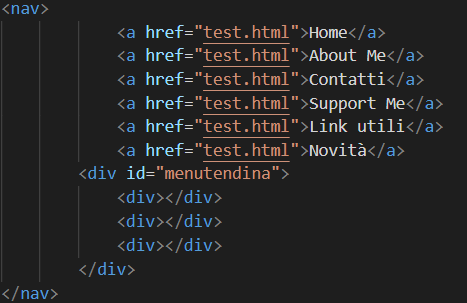 <nav>
<a href="test.html">Home</a>
<a href="test.html">About Me</a>
<a href="test.html">Contatti</a>
<a href="test.html">Support Me</a>
<a href="test.html">Link utili</a>
<a href="test.html">Novità</a>
<div id="menutendina">
<div></div>
<div></div>
<div></div>
</div>
</nav>